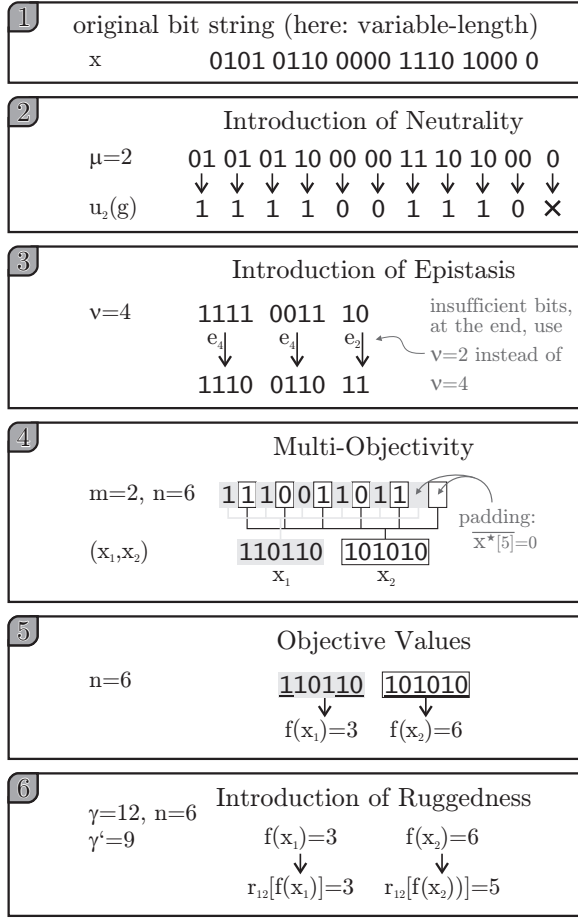 1
original bit string (here: variable-length)
x 0101 0110 0000 1110 1000 0
2
Introduction of Neutrality
μ=2 01 01 01 10 00 00 11 10 10 00 0
u₂(g) 1 1 1 1 0 0 1 1 1 0 ×
3
Introduction of Epistasis
ν=4 1111 0011 10
insufficient bits,
at the end, use
e₄ e₄ e₂
ν=2 instead of
1110 0110 11 ν=4
4
Multi-Objectivity
m=2, n=6 1 1 1 0 0 1 1 0 1 1
padding:
x★[5]=0
(x₁,x₂) 110110 101010
x₁ x₂
5
Objective Values
n=6 110110 101010
f(x₁)=3 f(x₂)=6
6
Introduction of Ruggedness
γ=12, n=6
γ‘=9 f(x₁)=3 f(x₂)=6
r₁₂[f(x₁)]=3 r₁₂[f(x₂))]=5